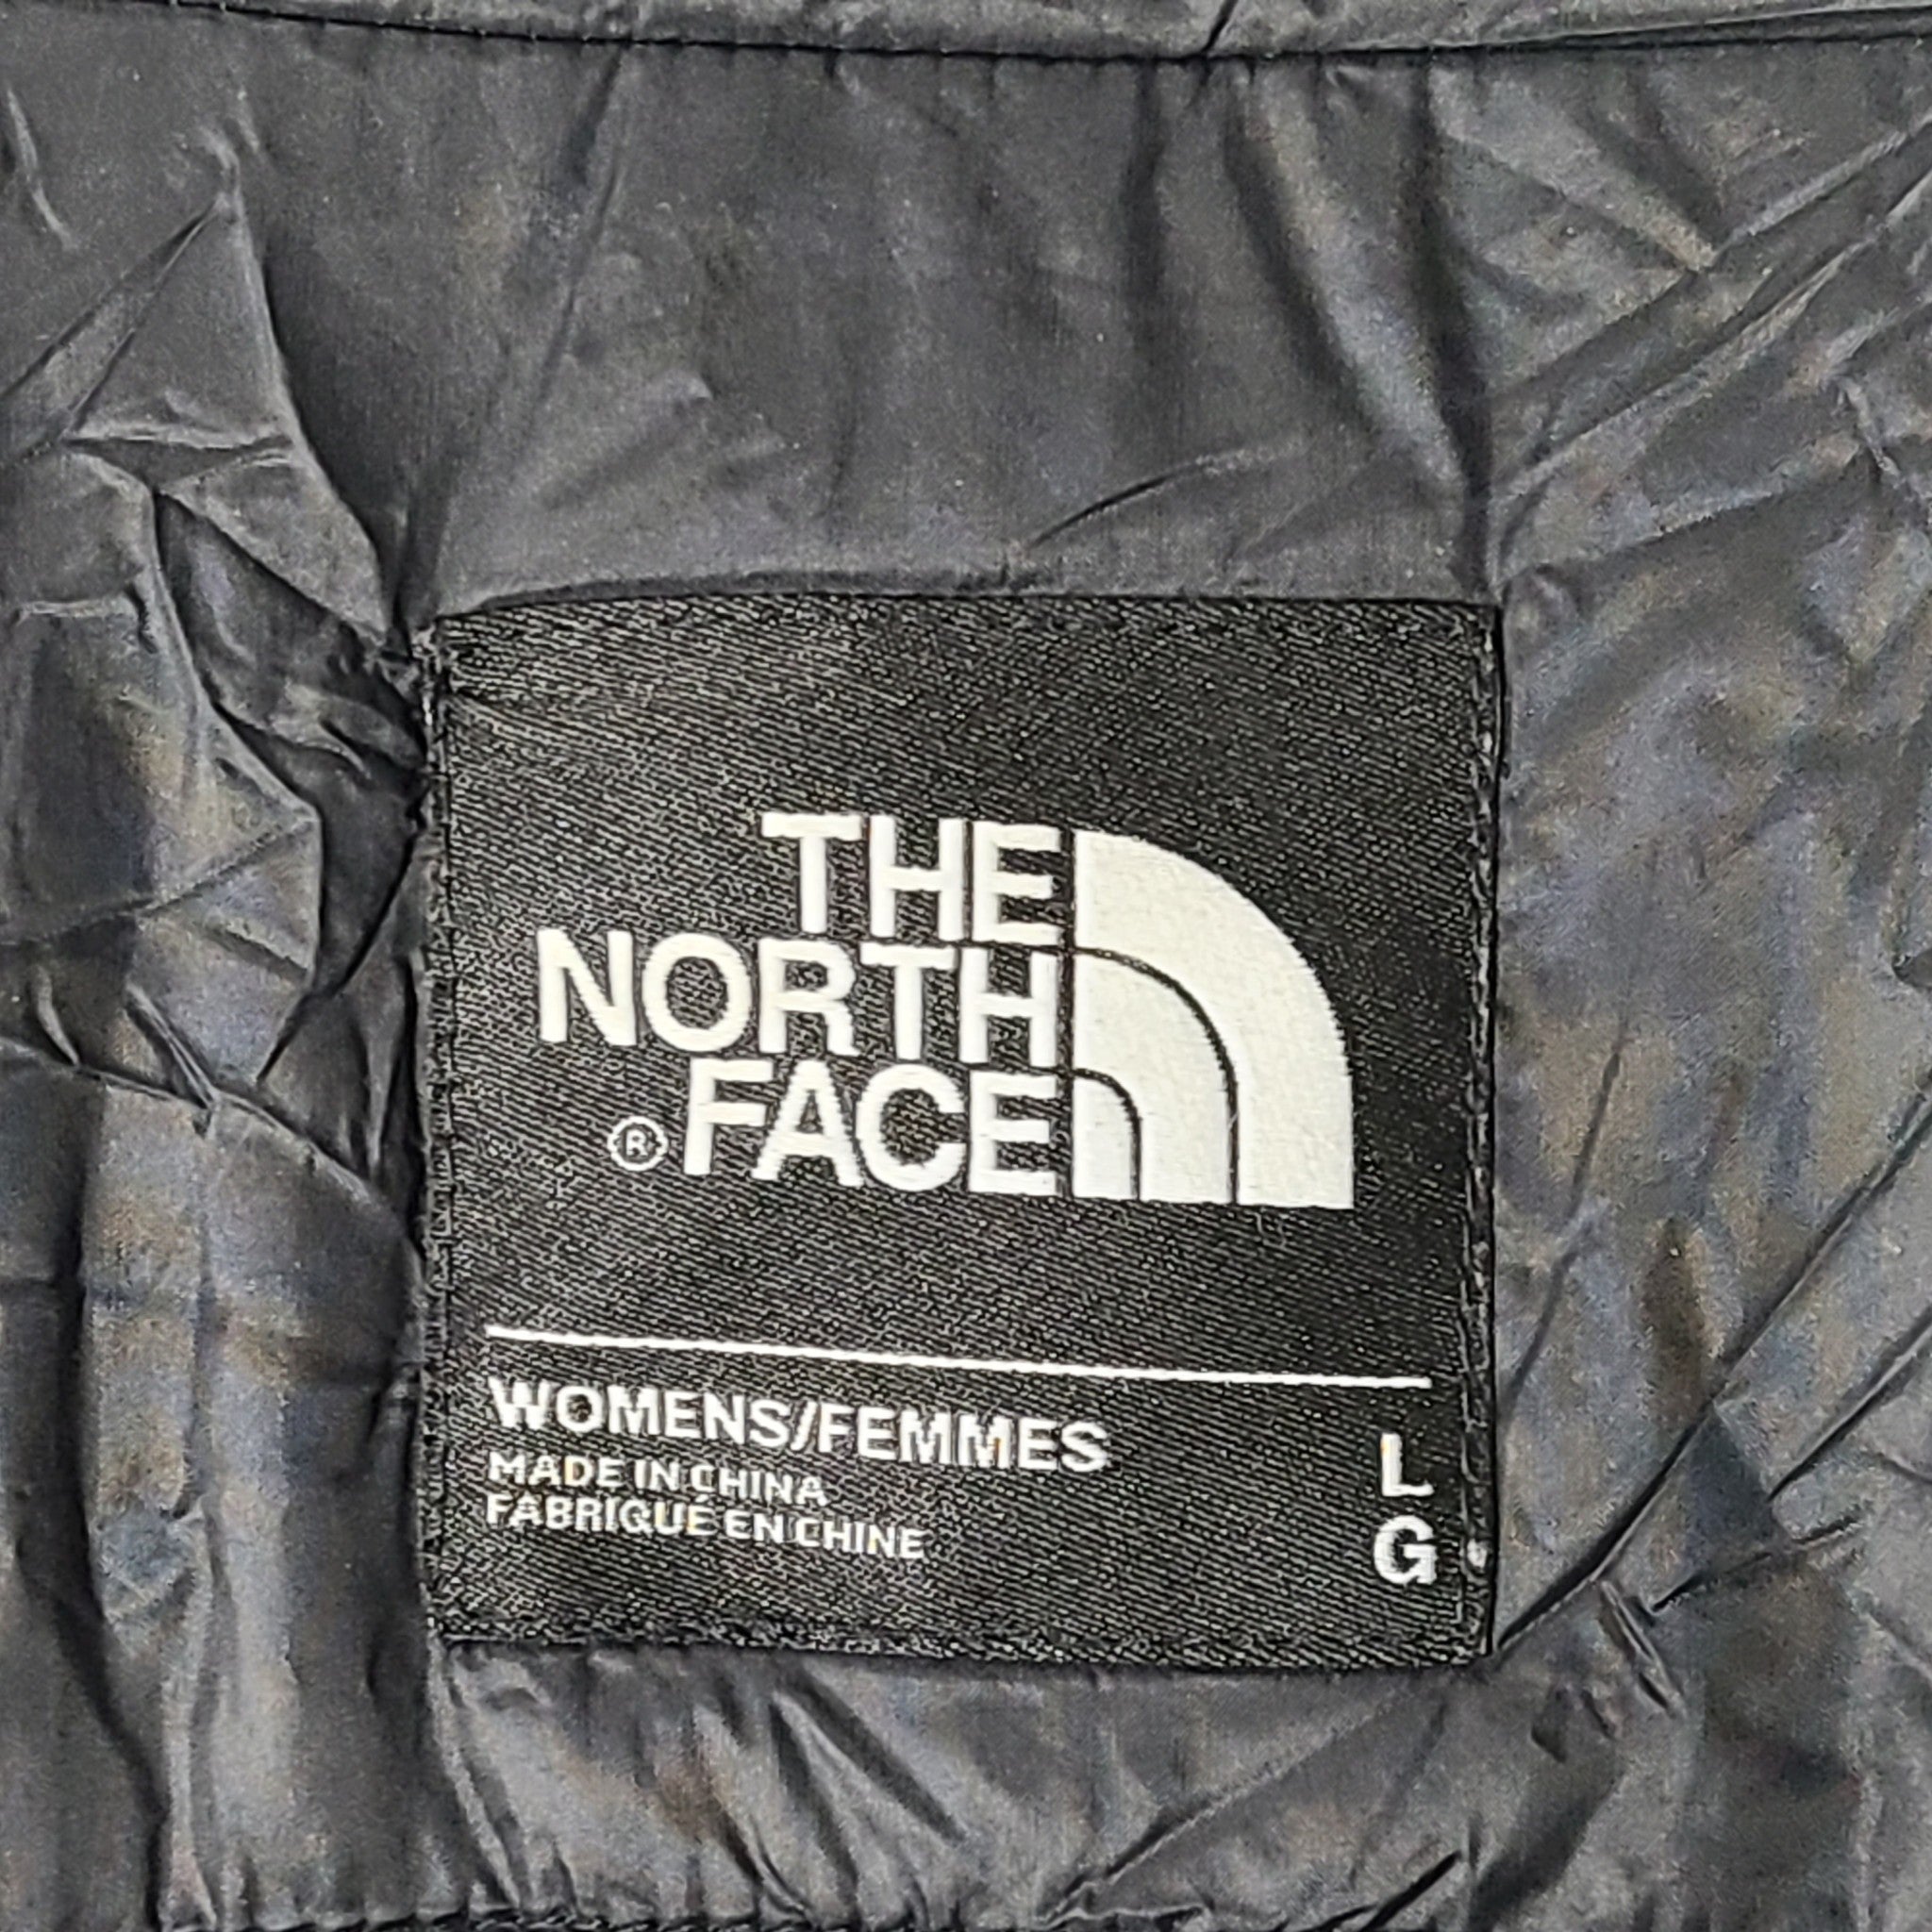 THE
NORTH
® FACE
WOMENS/FEMMES L
MADE IN CHINA
FABRIQUÉ EN CHINE G